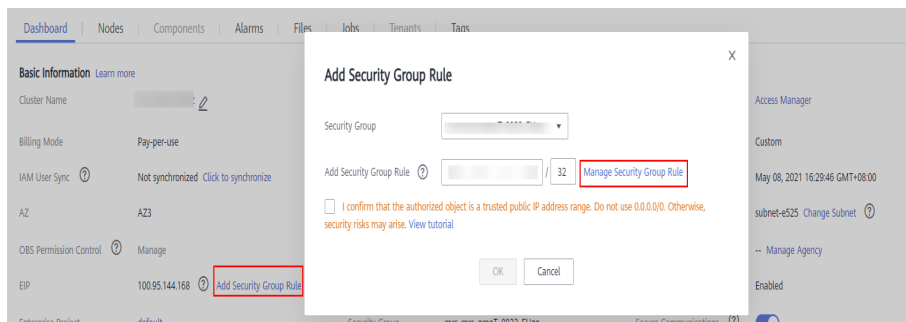 Dashboard Nodes Components Alarms Files Jobs Tenants Tags
X
Basic Information Learn more
Add Security Group Rule
Cluster Name
Access Manager
Security Group
Billing Mode Pay-per-use
Custom
Add Security Group Rule ? / 32 Manage Security Group Rule
IAM User Sync ? Not synchronized Click to synchronize
May 08, 2021 16:29:46 GMT+08:00
I confirm that the authorized object is a trusted public IP address range. Do not use 0.0.0.0/0. Otherwise,
security risks may arise. View tutorial
AZ AZ3
subnet-e525 Change Subnet ?
OBS Permission Control ? Manage
-- Manage Agency
OK Cancel
EIP 100.95.144.168 ? Add Security Group Rule
Enabled
Enterprise Project default Security Group Secure Communications ?